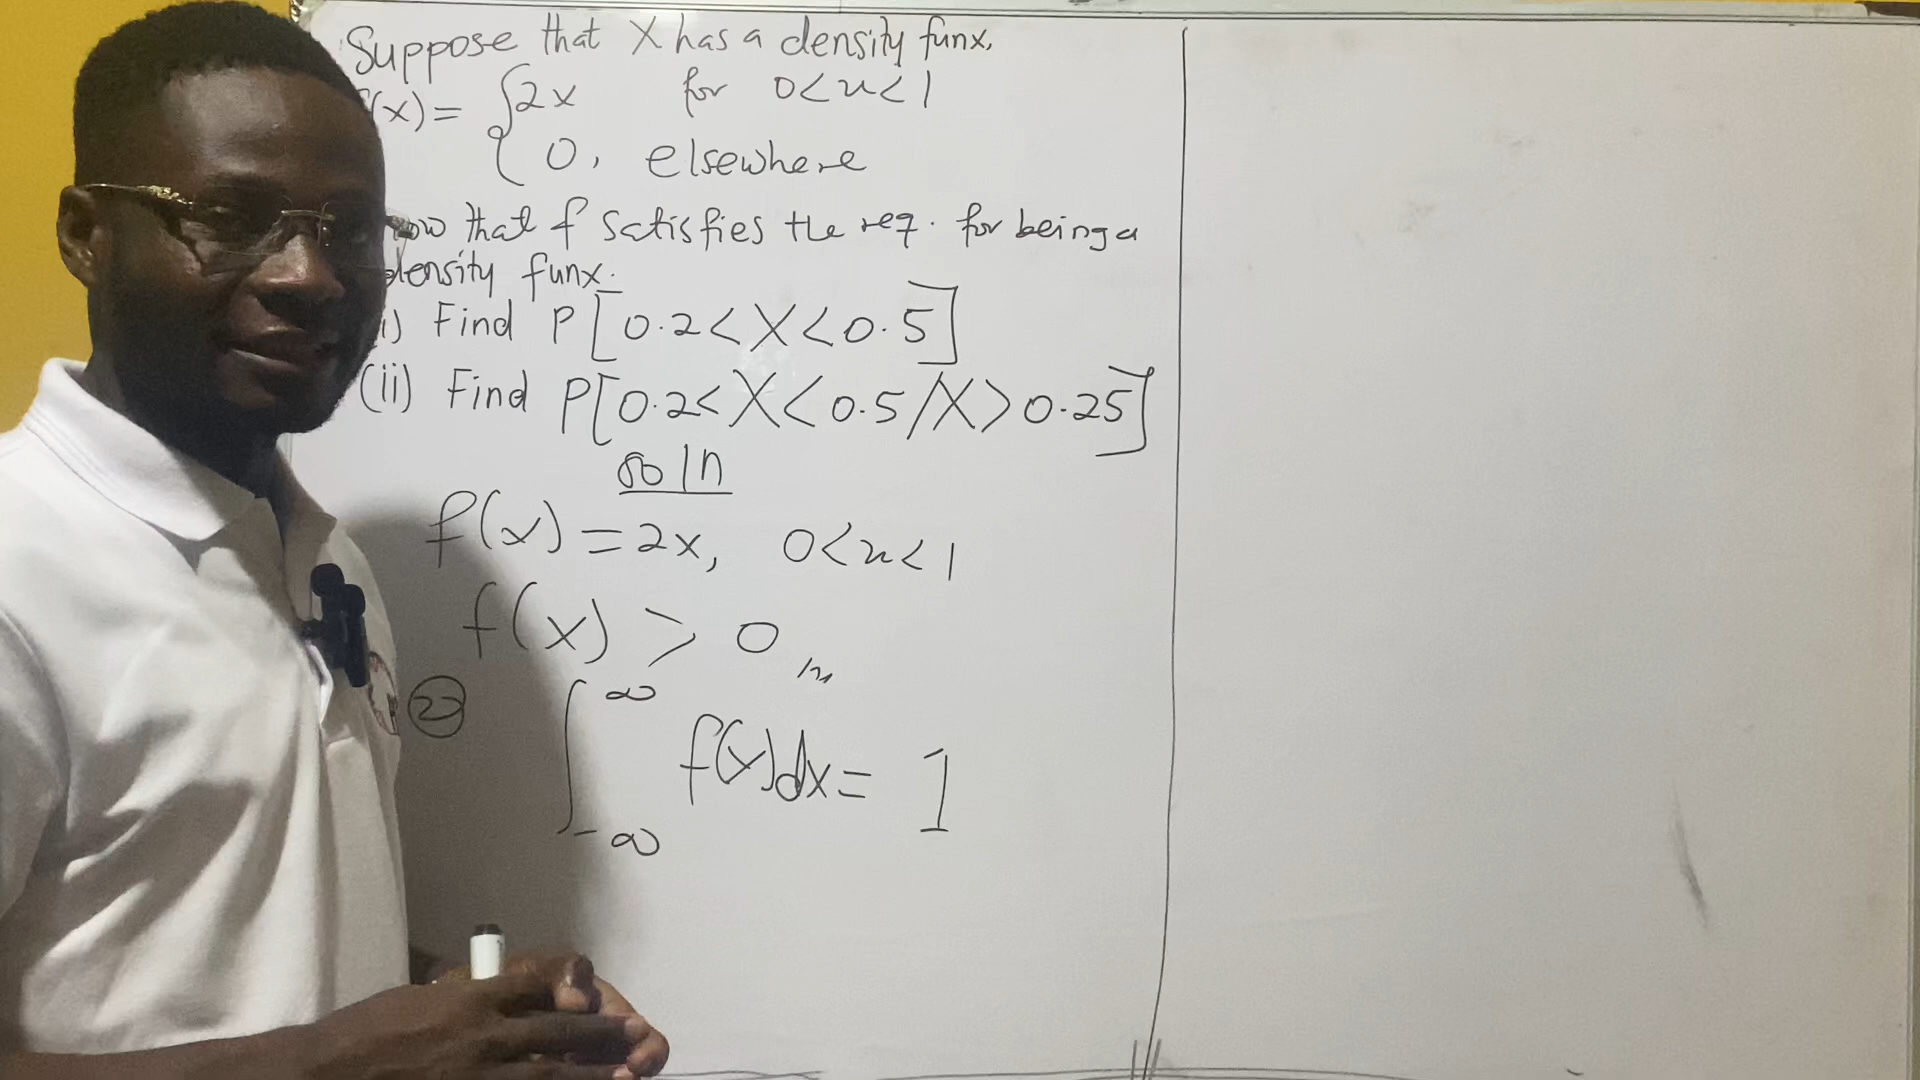 Suppose that X has a density funx.
(x) = { 2x for 0<x<1
0, elsewhere
ow that f satisfies the req. for being a
density funx.
i) Find P[0.2<X<0.5]
(ii) Find P[0.2<X<0.5/X>0.25]
soln
f(x) = 2x, 0<x<1
f(x) > 0
② ∫_{-∞}^{∞} f(x)dx = 1